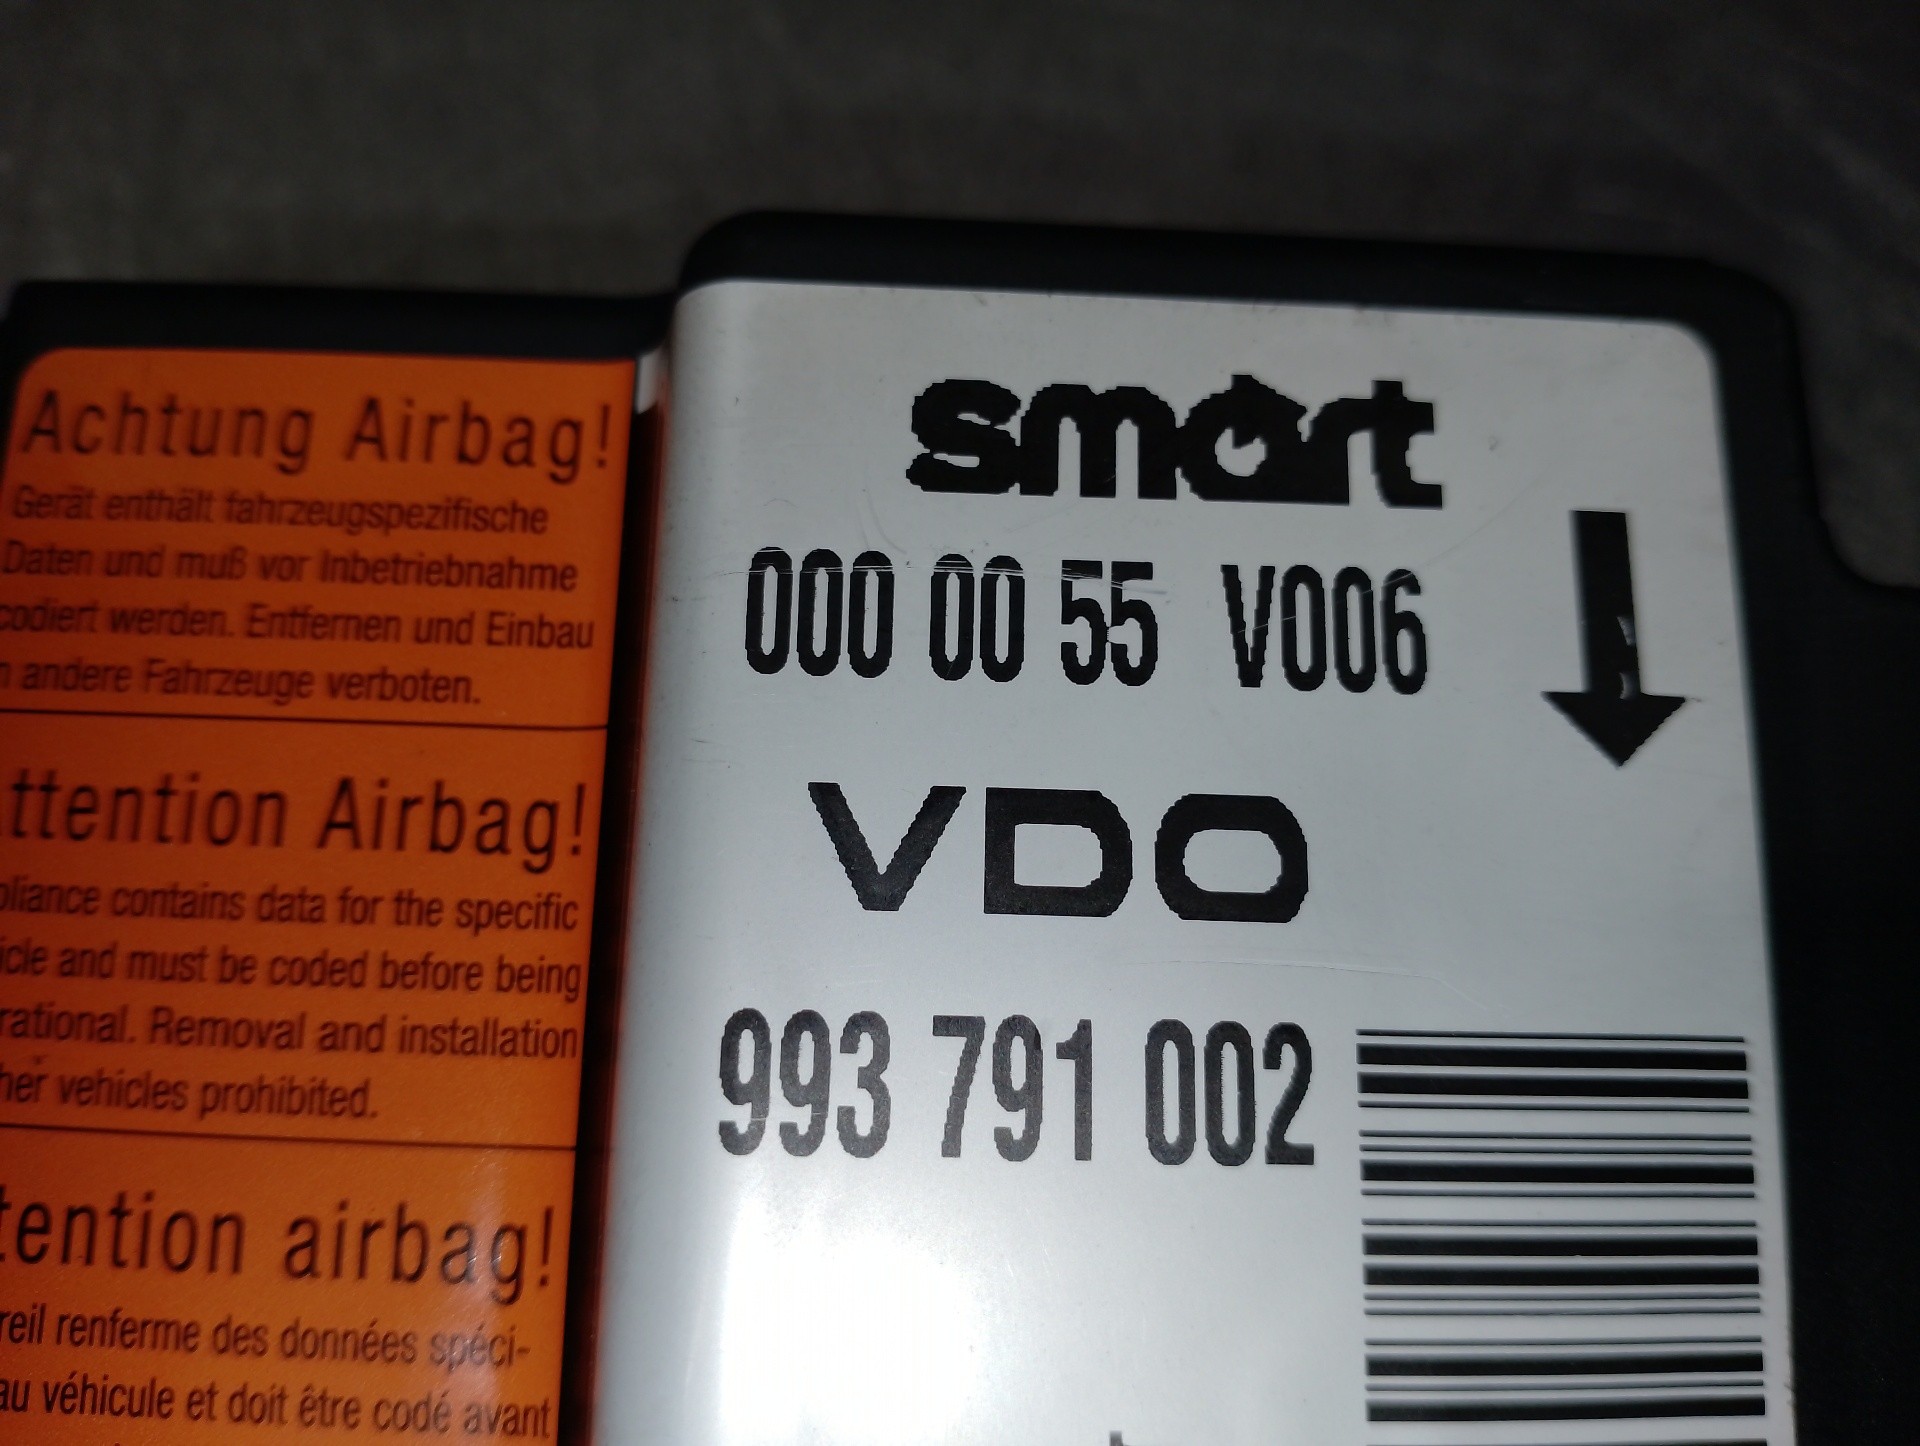 Achtung Airbag!
Gerät enthält fahrzeugspezifische
Daten und muß vor Inbetriebnahme
codiert werden. Entfernen und Einbau
andere Fahrzeuge verboten.
ttention Airbag!
pliance contains data for the specific
icle and must be coded before being
rational. Removal and installation
her vehicles prohibited.
tention airbag!
reil renferme des données spéci-
au véhicule et doit être codé avant
smart
000 00 55 V006
VDO
993 791 002